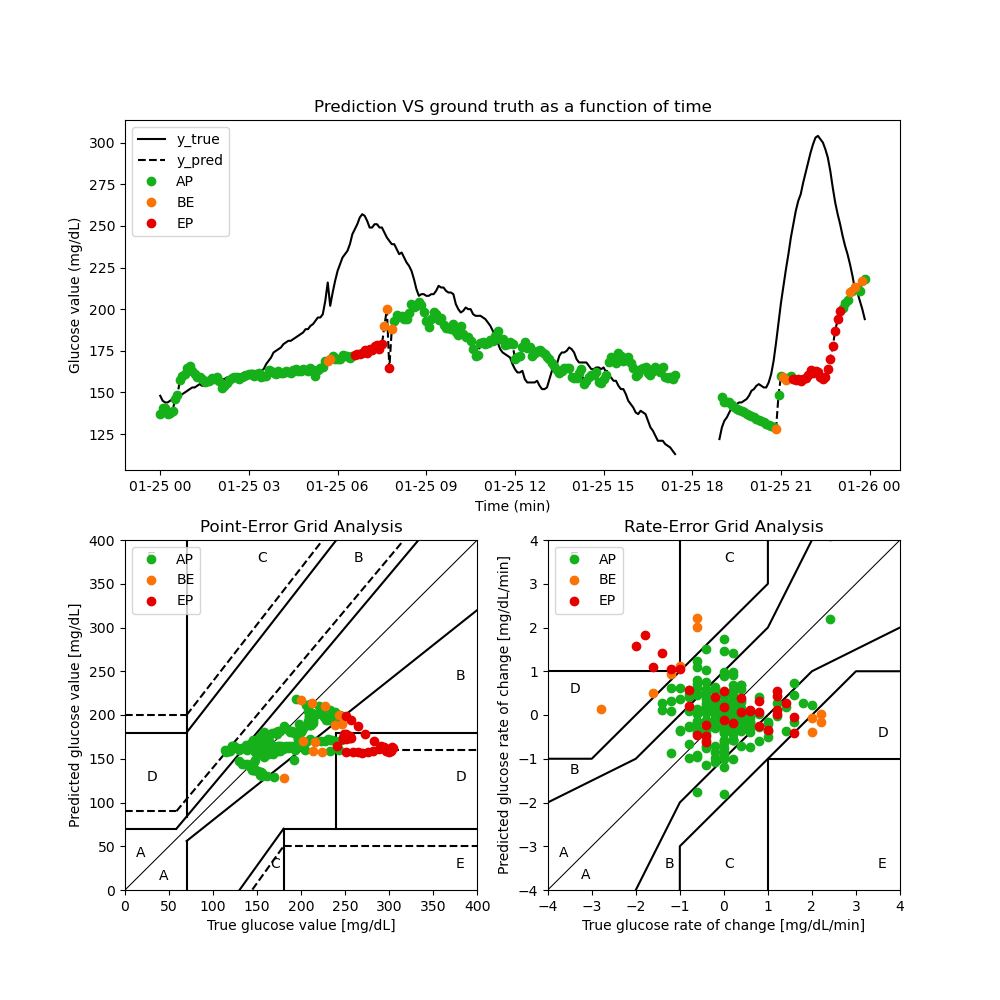 Prediction VS ground truth as a function of time
Glucose value (mg/dL)
300
275
250
225
200
175
150
125
y_true
y_pred
AP
BE
EP
01-25 00 01-25 03 01-25 06 01-25 09 01-25 12 01-25 15 01-25 18 01-25 21 01-26 00
Time (min)
Point-Error Grid Analysis
Predicted glucose value [mg/dL]
400
350
300
250
200
150
100
50
0
AP
BE
EP
C
B
B
D
D
A
A
C
E
0 50 100 150 200 250 300 350 400
True glucose value [mg/dL]
Rate-Error Grid Analysis
Predicted glucose rate of change [mg/dL/min]
4
3
2
1
0
−1
−2
−3
−4
AP
BE
EP
C
D
D
B
A
A
B
C
E
−4 −3 −2 −1 0 1 2 3 4
True glucose rate of change [mg/dL/min]